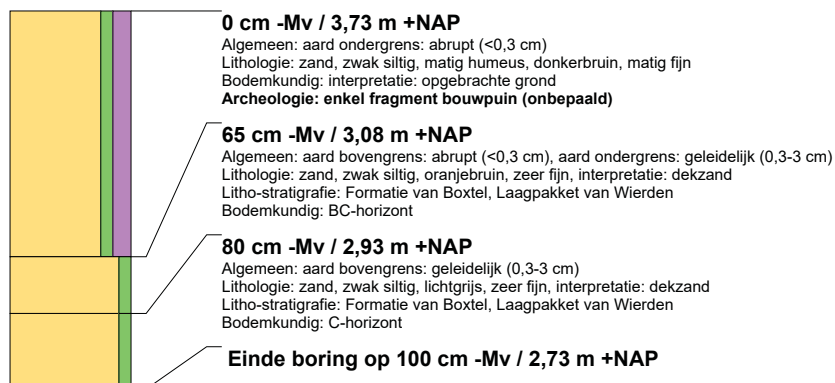 0 cm -Mv / 3,73 m +NAP
Algemeen: aard ondergrens: abrupt (<0,3 cm)
Lithologie: zand, zwak siltig, matig humeus, donkerbruin, matig fijn
Bodemkundig: interpretatie: opgebrachte grond
Archeologie: enkel fragment bouwpuin (onbepaald)
65 cm -Mv / 3,08 m +NAP
Algemeen: aard bovengrens: abrupt (<0,3 cm), aard ondergrens: geleidelijk (0,3-3 cm)
Lithologie: zand, zwak siltig, oranjebruin, zeer fijn, interpretatie: dekzand
Litho-stratigrafie: Formatie van Boxtel, Laagpakket van Wierden
Bodemkundig: BC-horizont
80 cm -Mv / 2,93 m +NAP
Algemeen: aard bovengrens: geleidelijk (0,3-3 cm)
Lithologie: zand, zwak siltig, lichtgrijs, zeer fijn, interpretatie: dekzand
Litho-stratigrafie: Formatie van Boxtel, Laagpakket van Wierden
Bodemkundig: C-horizont
Einde boring op 100 cm -Mv / 2,73 m +NAP